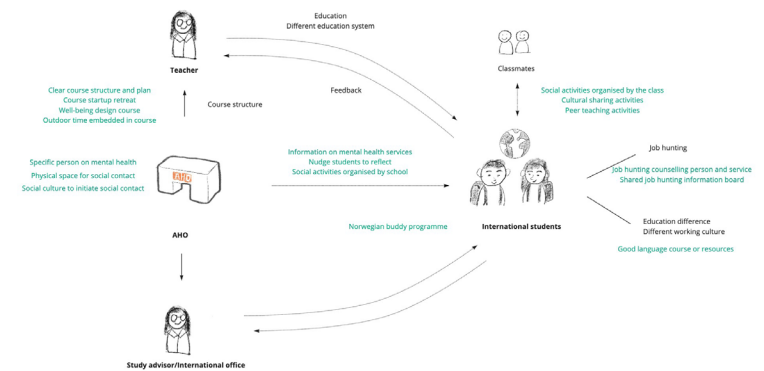 Education
Different education system
Teacher
Classmates
Feedback
Clear course structure and plan
Course startup retreat
Well-being design course
Outdoor time embedded in course
Course structure
Social activities organised by the class
Cultural sharing activities
Peer teaching activities
Specific person on mental health
Physical space for social contact
Social culture to initiate social contact
AHO
Information on mental health services
Nudge students to reflect
Social activities organised by school
Job hunting
Job hunting counselling person and service
Shared job hunting information board
AHO
Norwegian buddy programme
International students
Education difference
Different working culture
Good language course or resources
Study advisor/International office